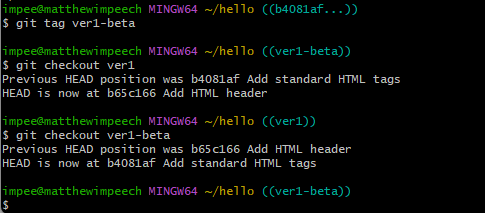 impee@matthewimpeech MINGW64 ~/hello ((b4081af...))
$ git tag ver1-beta
impee@matthewimpeech MINGW64 ~/hello ((ver1-beta))
$ git checkout ver1
Previous HEAD position was b4081af Add standard HTML tags
HEAD is now at b65c166 Add HTML header
impee@matthewimpeech MINGW64 ~/hello ((ver1))
$ git checkout ver1-beta
Previous HEAD position was b65c166 Add HTML header
HEAD is now at b4081af Add standard HTML tags
impee@matthewimpeech MINGW64 ~/hello ((ver1-beta))
$